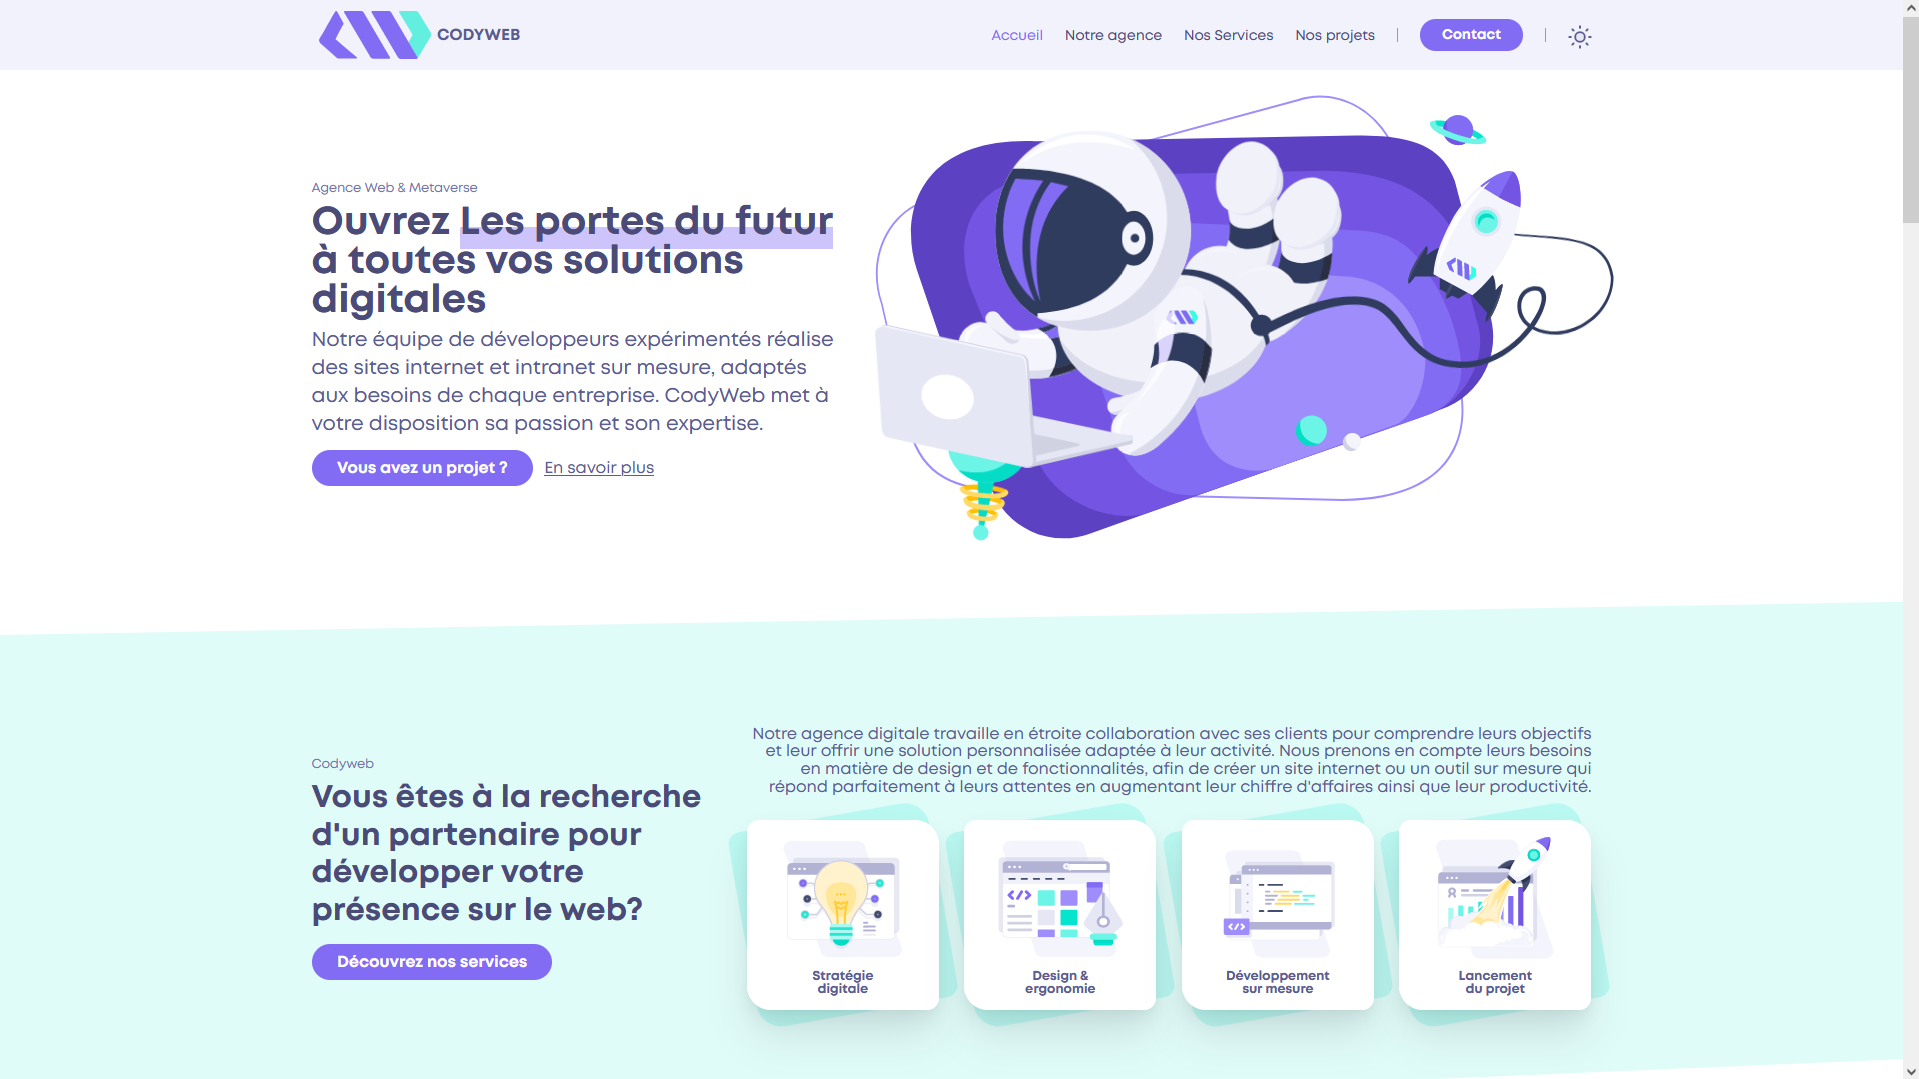 CODYWEB
Accueil
Notre agence
Nos Services
Nos projets
Contact
Agence Web & Metaverse
Ouvrez Les portes du futur
à toutes vos solutions
digitales
Notre équipe de développeurs expérimentés réalise
des sites internet et intranet sur mesure, adaptés
aux besoins de chaque entreprise. CodyWeb met à
votre disposition sa passion et son expertise.
Vous avez un projet ?
En savoir plus
Codyweb
Vous êtes à la recherche
d'un partenaire pour
développer votre
présence sur le web?
Découvrez nos services
Notre agence digitale travaille en étroite collaboration avec ses clients pour comprendre leurs objectifs
et leur offrir une solution personnalisée adaptée à leur activité. Nous prenons en compte leurs besoins
en matière de design et de fonctionnalités, afin de créer un site internet ou un outil sur mesure qui
répond parfaitement à leurs attentes en augmentant leur chiffre d'affaires ainsi que leur productivité.
Stratégie
digitale
Design &
ergonomie
Développement
sur mesure
Lancement
du projet